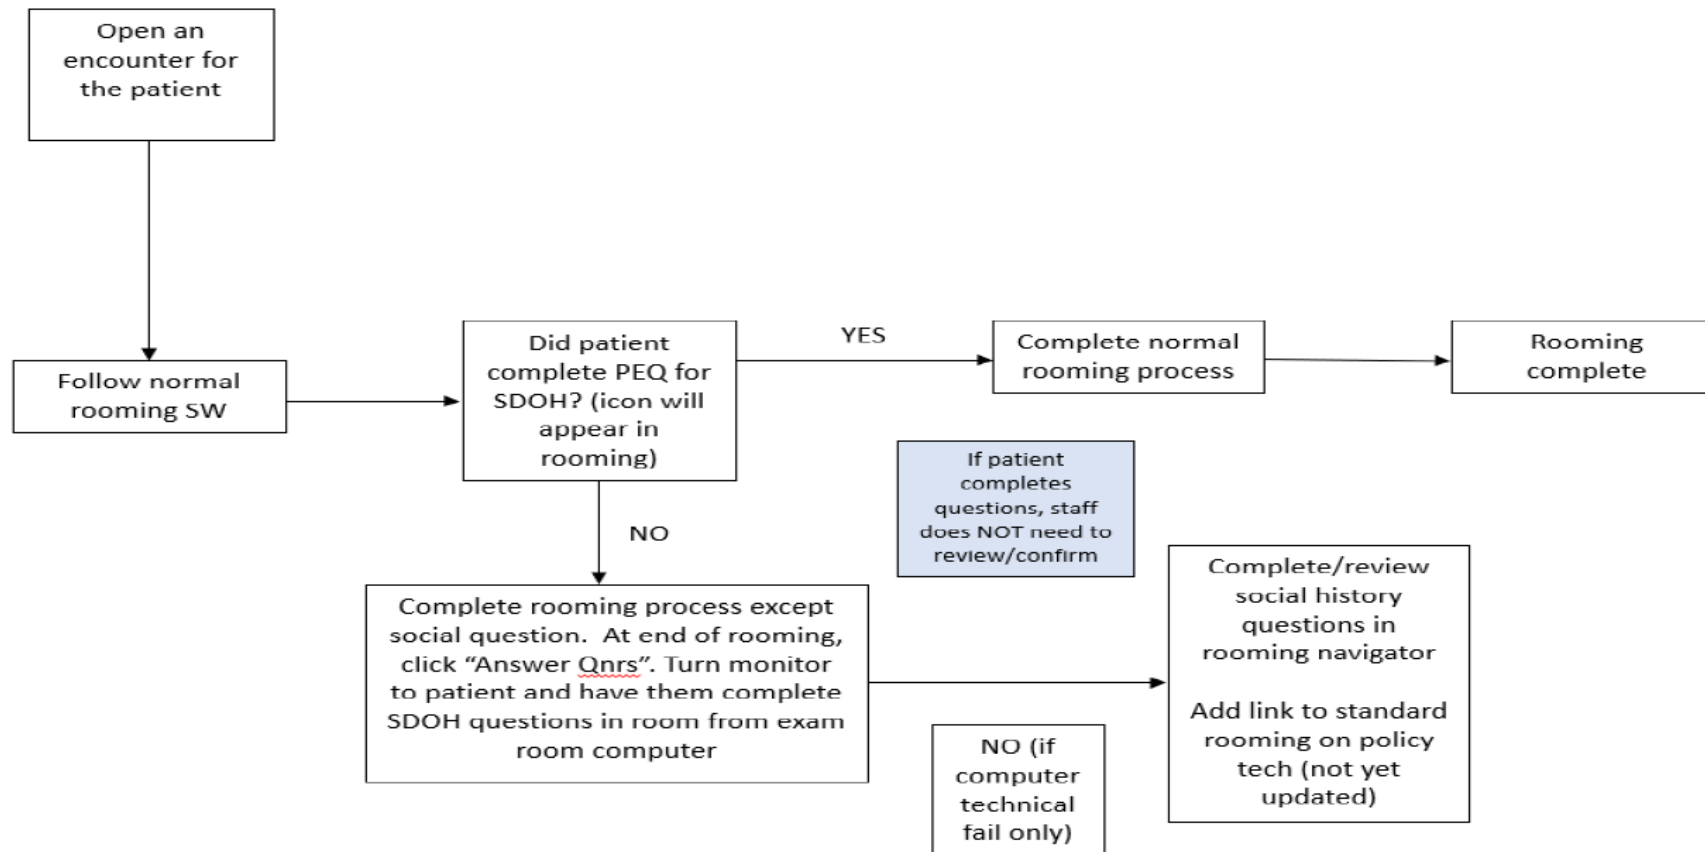 Open an
encounter for
the patient
Follow normal
rooming SW
Did patient
complete PEQ for
SDOH? (icon will
appear in
rooming)
YES
Complete normal
rooming process
Rooming
complete
If patient
completes
questions, staff
does NOT need to
review/confirm
NO
Complete rooming process except
social question.  At end of rooming,
click “Answer Qnrs”. Turn monitor
to patient and have them complete
SDOH questions in room from exam
room computer
NO (if
computer
technical
fail only)
Complete/review
social history
questions in
rooming navigator
Add link to standard
rooming on policy
tech (not yet
updated)